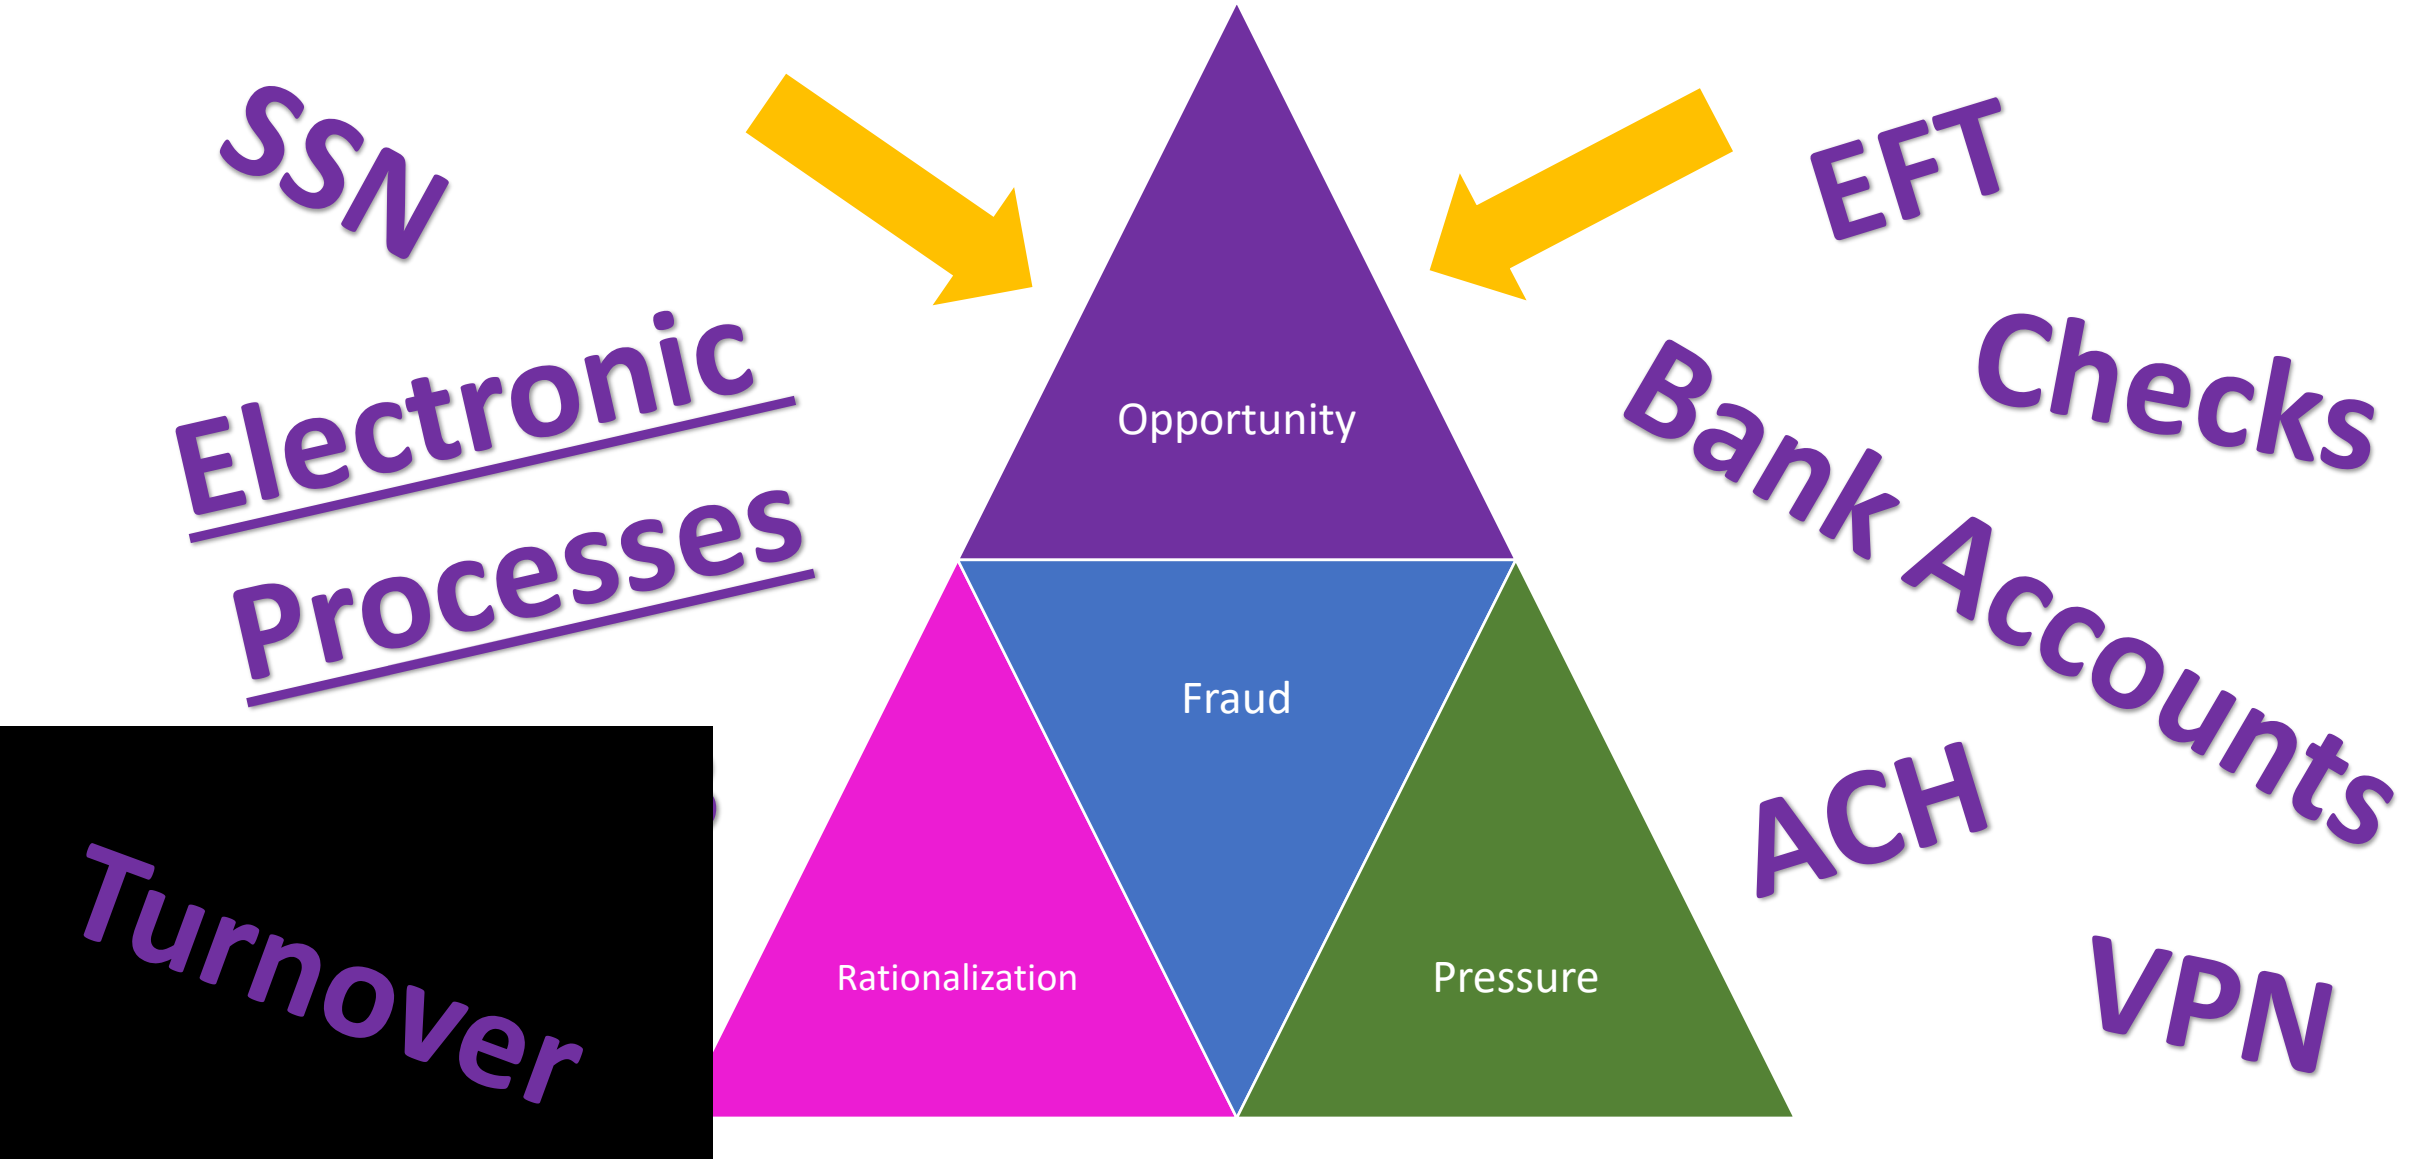 SSN
Electronic
Processes
Turnover
Opportunity
Fraud
Rationalization
Pressure
EFT
Checks
Bank Accounts
ACH
VPN